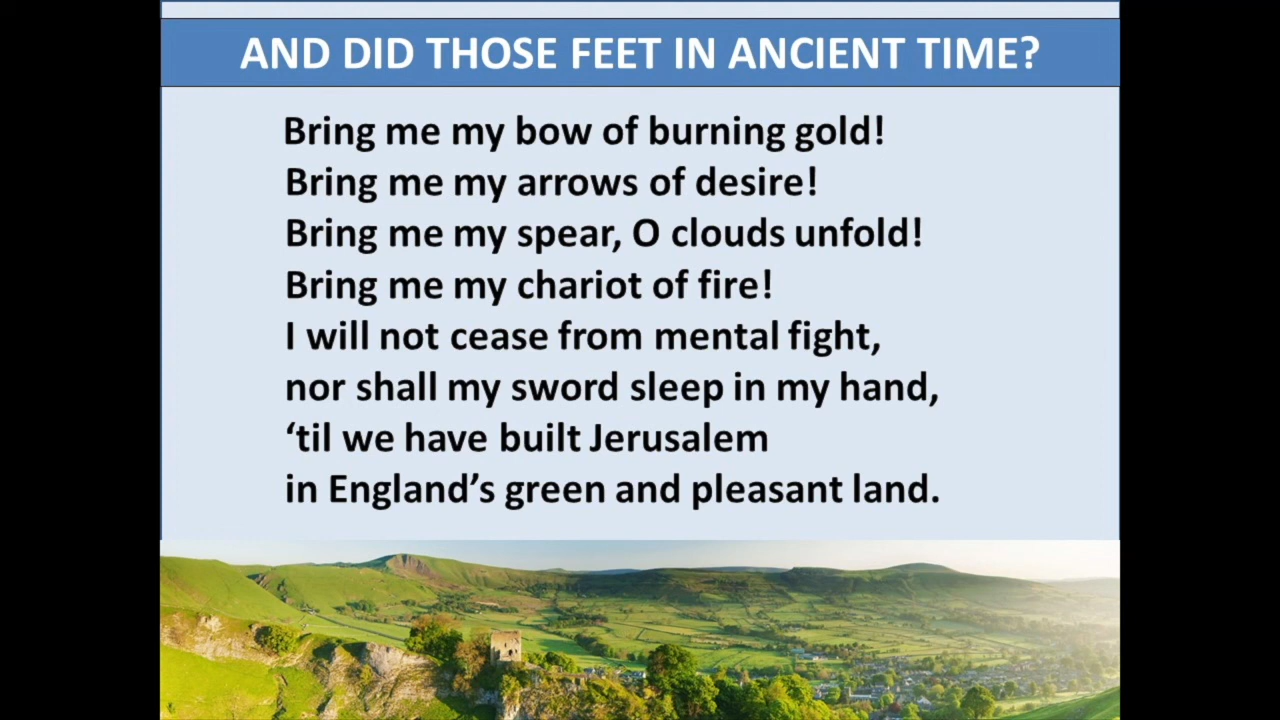 AND DID THOSE FEET IN ANCIENT TIME?
Bring me my bow of burning gold!
Bring me my arrows of desire!
Bring me my spear, O clouds unfold!
Bring me my chariot of fire!
I will not cease from mental fight,
nor shall my sword sleep in my hand,
‘til we have built Jerusalem
in England’s green and pleasant land.